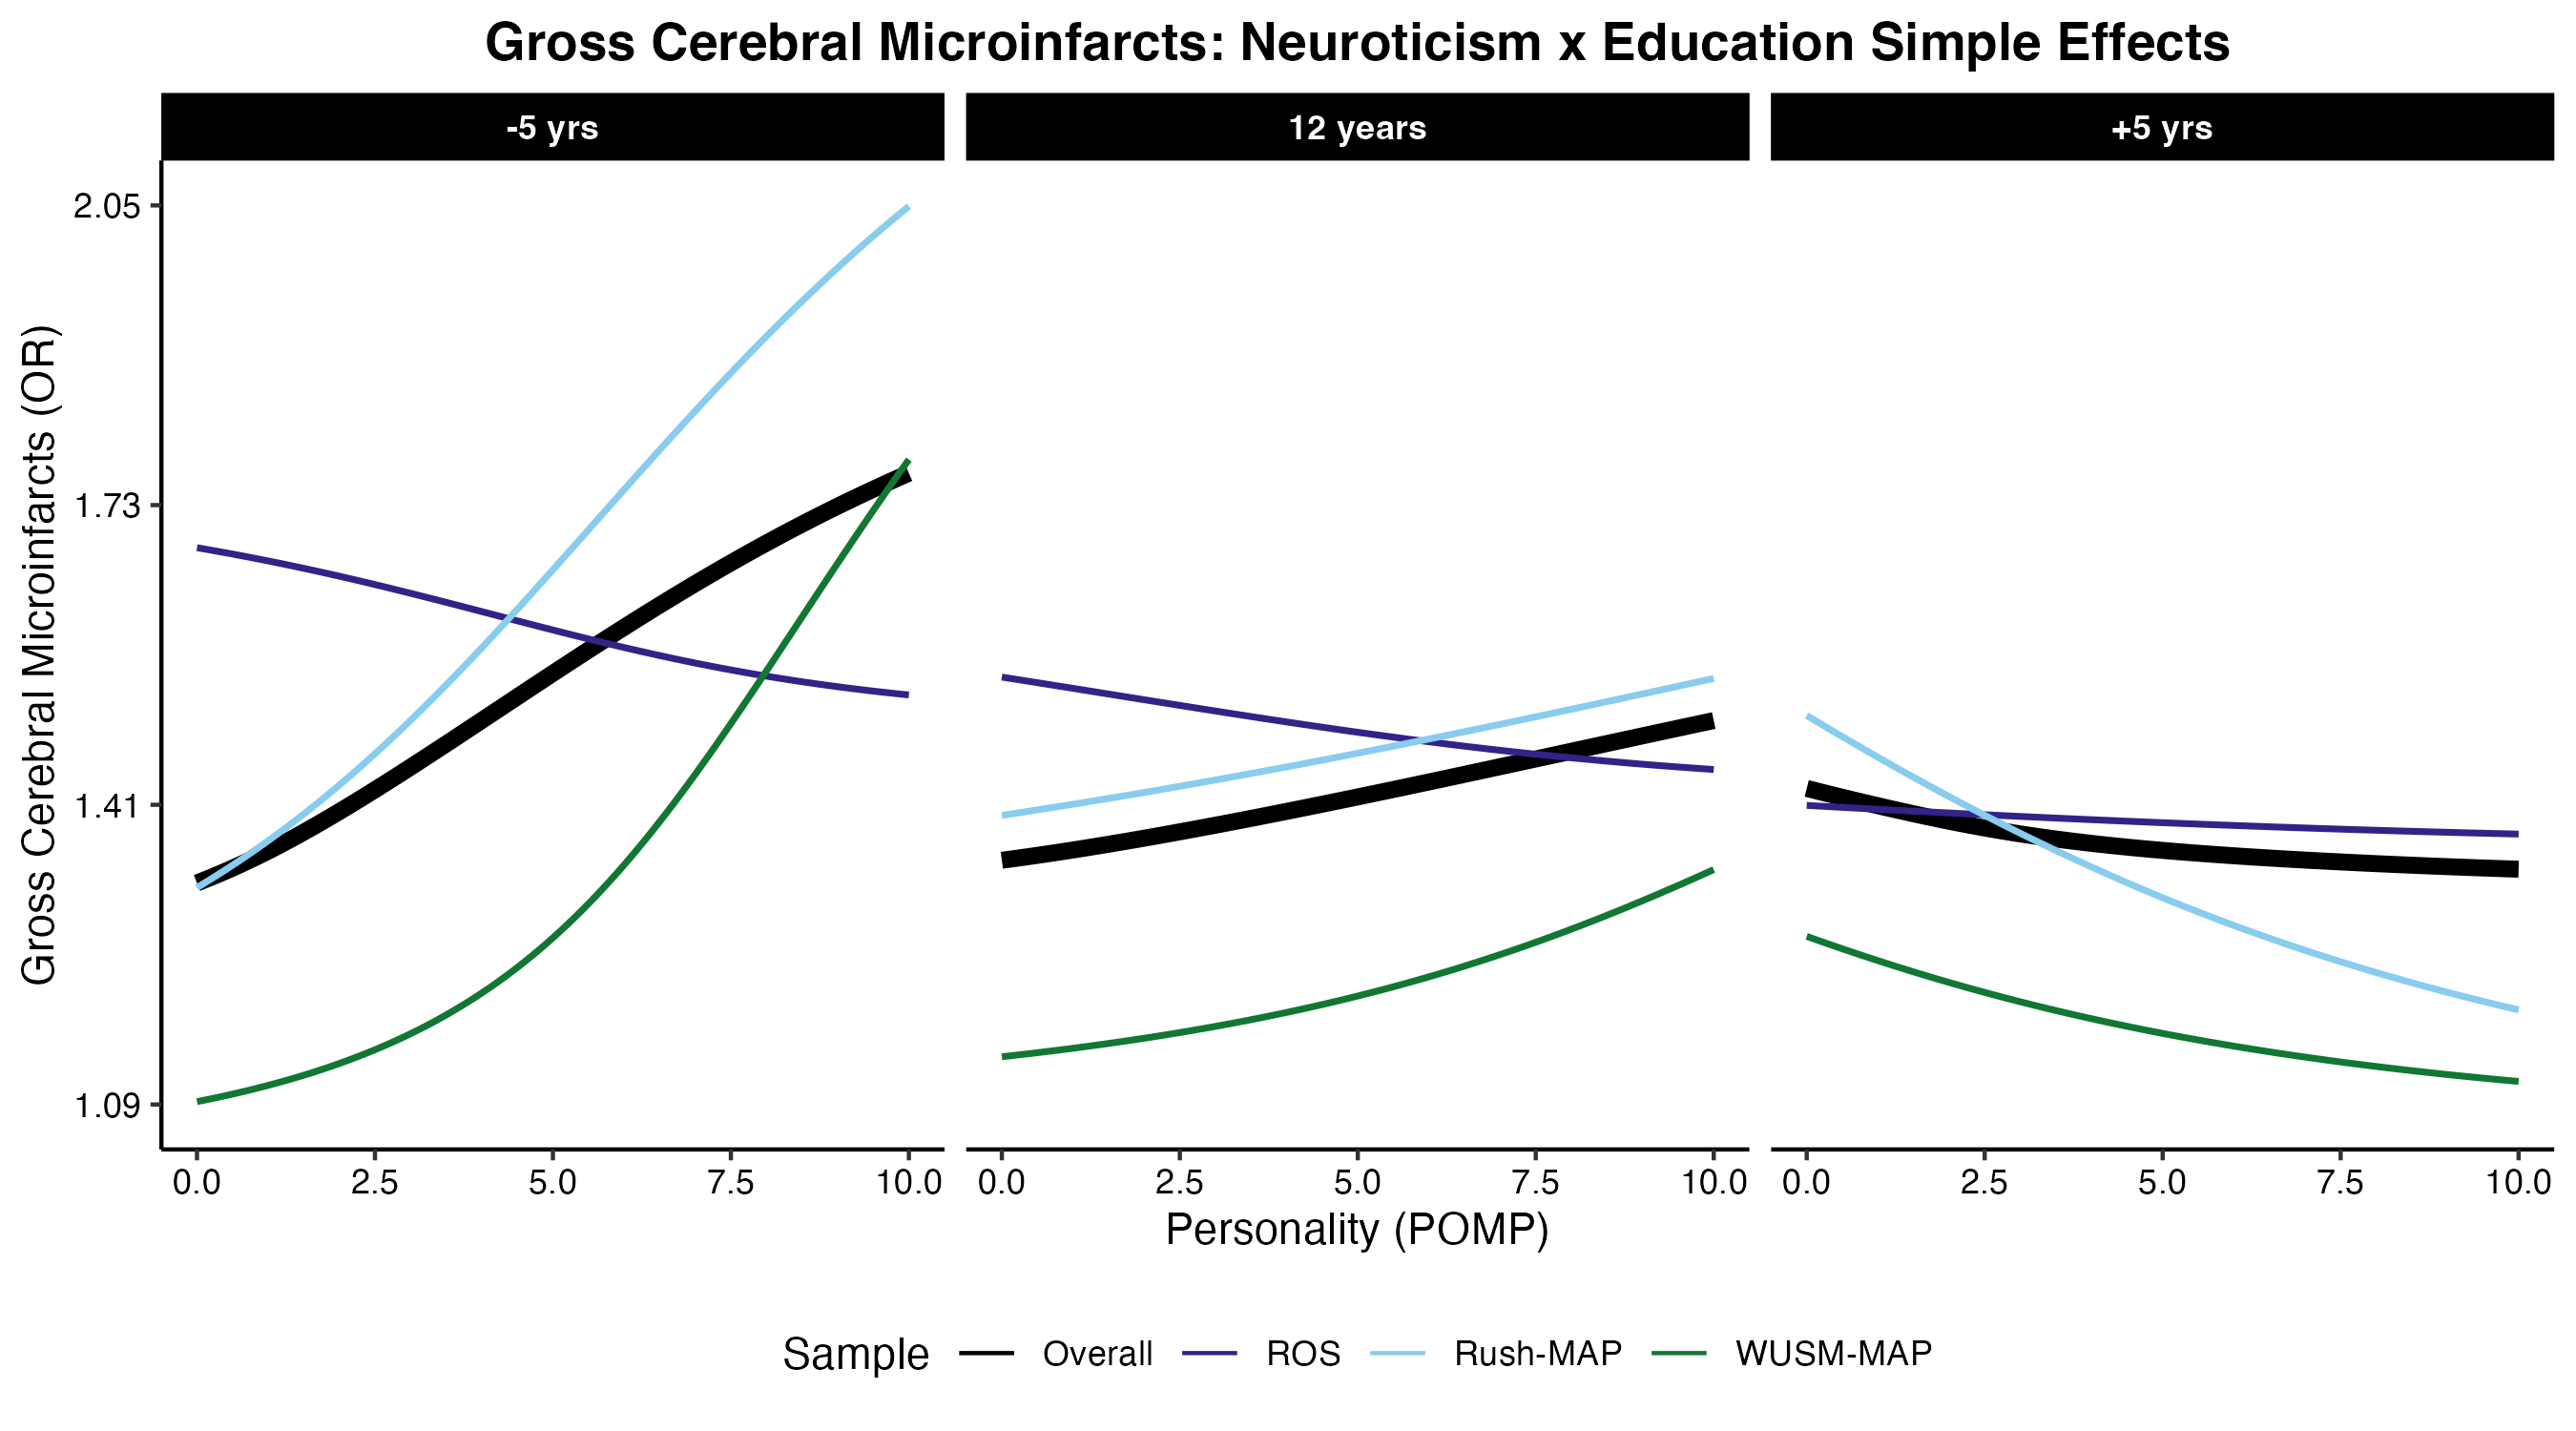 Gross Cerebral Microinfarcts: Neuroticism x Education Simple Effects
-5 yrs
12 years
+5 yrs
Gross Cerebral Microinfarcts (OR)
2.05
1.73
1.41
1.09
0.0 2.5 5.0 7.5 10.0
0.0 2.5 5.0 7.5 10.0
0.0 2.5 5.0 7.5 10.0
Personality (POMP)
Sample Overall ROS Rush-MAP WUSM-MAP